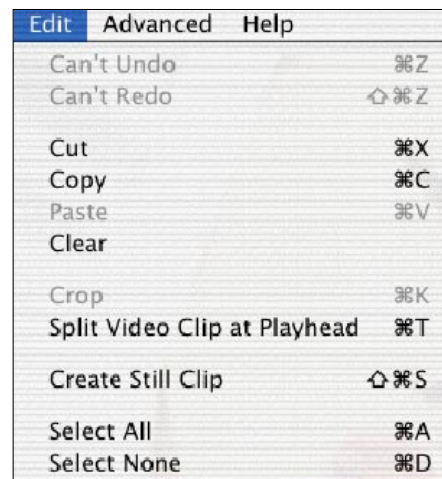 Edit Advanced Help
Can't Undo ⌘Z
Can't Redo ⇧⌘Z
Cut ⌘X
Copy ⌘C
Paste ⌘V
Clear
Crop ⌘K
Split Video Clip at Playhead ⌘T
Create Still Clip ⇧⌘S
Select All ⌘A
Select None ⌘D